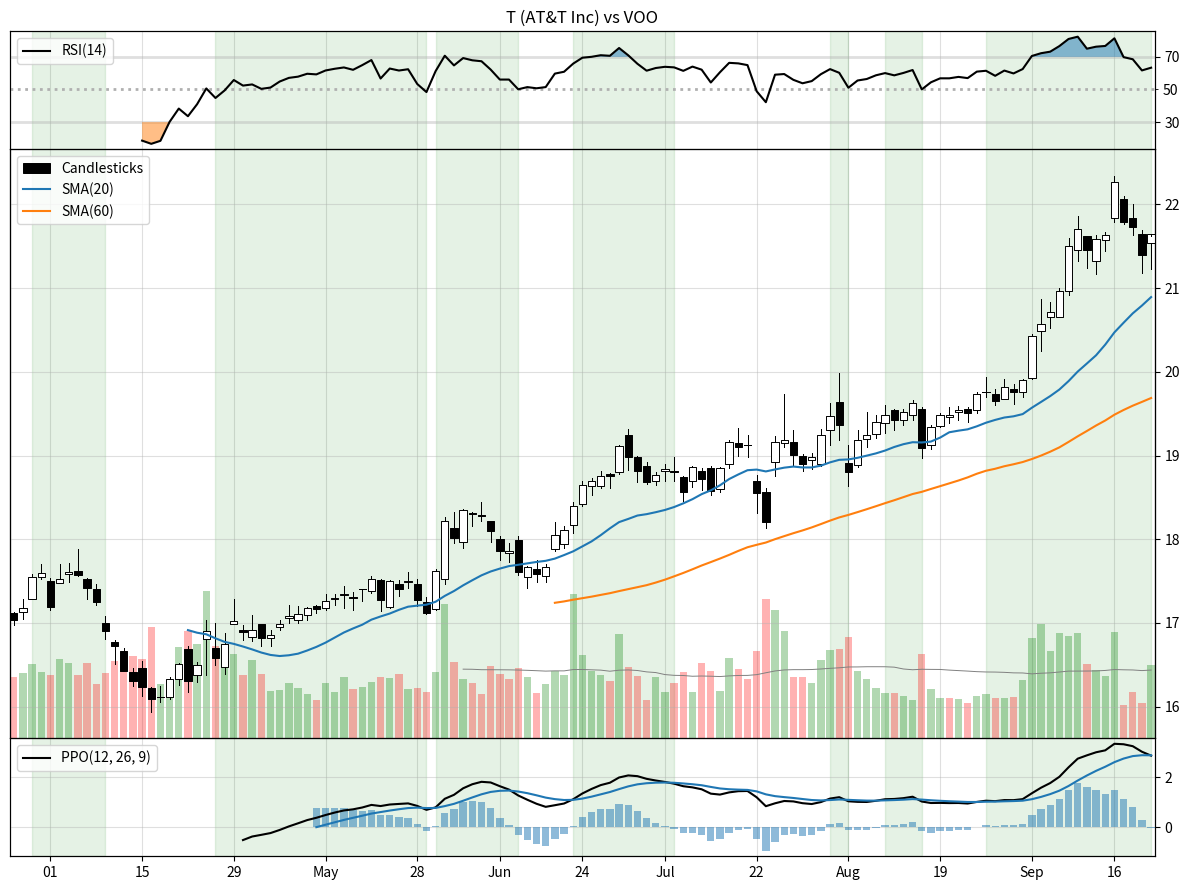 T (AT&T Inc) vs VOO
RSI(14)
70
50
30
Candlesticks
SMA(20)
SMA(60)
22
21
20
19
18
17
16
PPO(12, 26, 9)
2
0
01 15 29 May 28 Jun 24 Jul 22 Aug 19 Sep 16